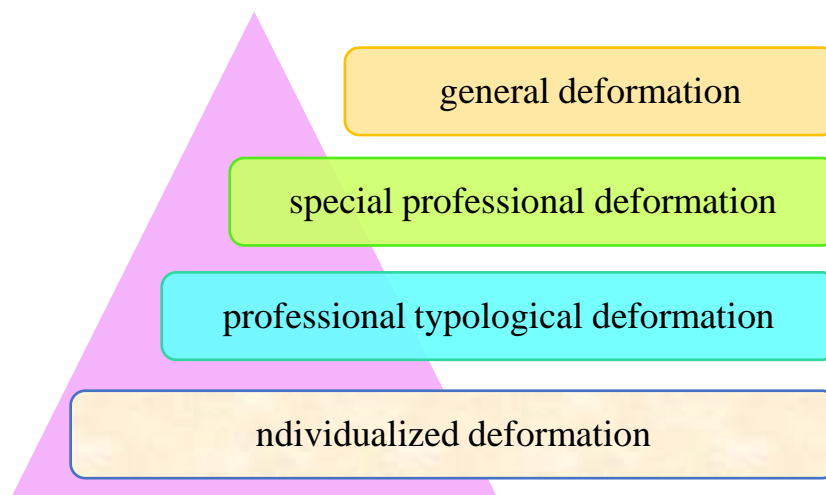 general deformation
special professional deformation
professional typological deformation
ndividualized deformation